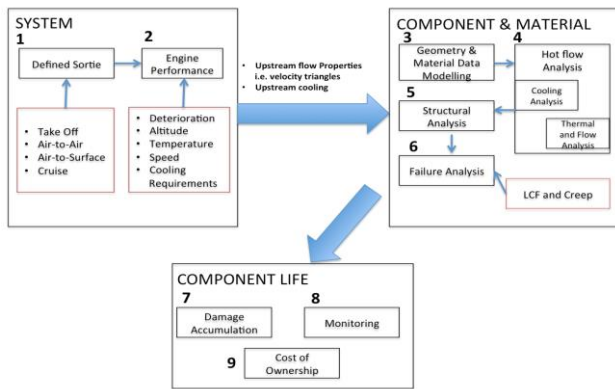 SYSTEM
1
2
Defined Sortie
Engine
Performance
• Take Off
• Air-to-Air
• Air-to-Surface
• Cruise
• Deterioration
• Altitude
• Temperature
• Speed
• Cooling
Requirements
• Upstream flow Properties
i.e. velocity triangles
• Upstream cooling
COMPONENT & MATERIAL
3
4
Geometry &
Material Data
Modelling
Hot flow
Analysis
Cooling
Analysis
Thermal
and Flow
Analysis
5
Structural
Analysis
6
Failure Analysis
LCF and Creep
COMPONENT LIFE
7
8
Damage
Accumulation
Monitoring
9
Cost of
Ownership